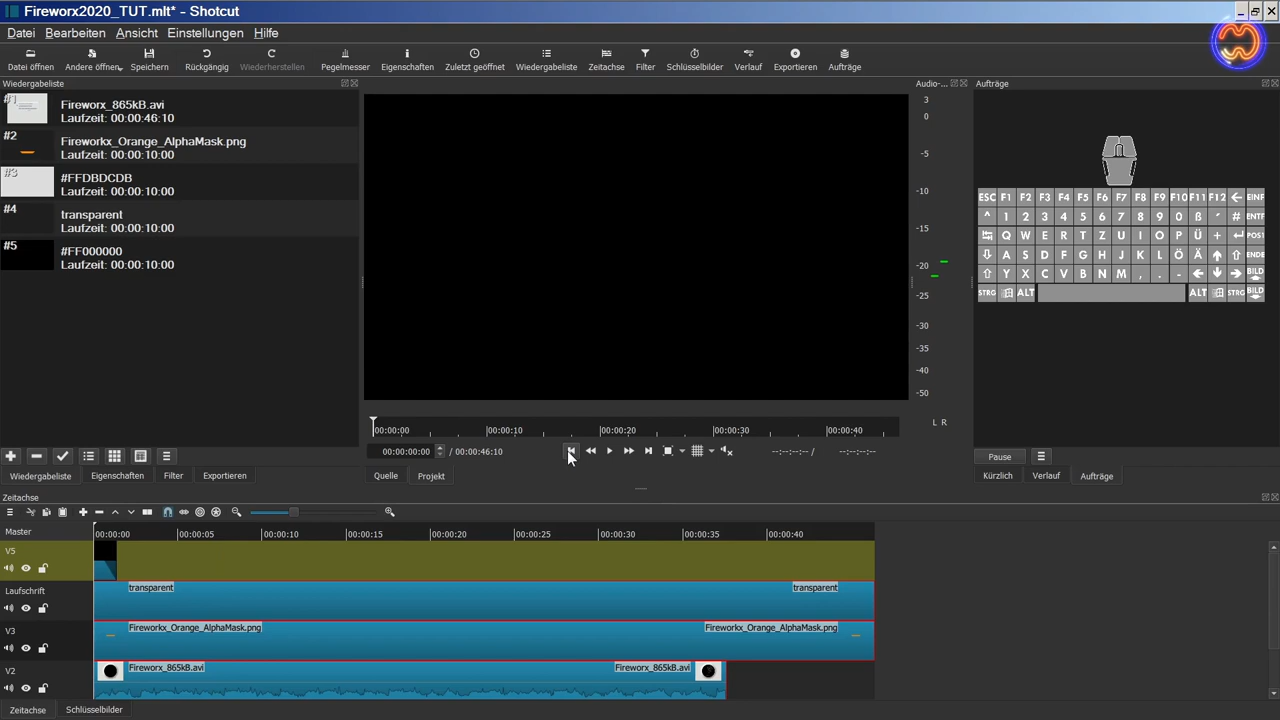 Fireworx2020_TUT.mlt* - Shotcut
Datei Bearbeiten Ansicht Einstellungen Hilfe
Datei öffnen Andere öffnen Speichern Rückgängig Wiederherstellen Pegelmesser Eigenschaften Zuletzt geöffnet Wiedergabeliste Zeitachse Filter Schlüsselbilder Verlauf Exportieren Aufträge
Wiedergabeliste
Audio-...
Aufträge
#1
Fireworx_865kB.avi
Laufzeit: 00:00:46:10
#2
Fireworkx_Orange_AlphaMask.png
Laufzeit: 00:00:10:00
#3
#FFDBDCDB
Laufzeit: 00:00:10:00
#4
transparent
Laufzeit: 00:00:10:00
#5
#FF000000
Laufzeit: 00:00:10:00
3
0
-5
-10
-15
-20
-25
-30
-35
-40
-50
L R
ESC F1 F2 F3 F4 F5 F6 F7 F8 F9 F10 F11 F12 EINF
^ 1 2 3 4 5 6 7 8 9 0 ß ´ # ENTF
Q W E R T Z U I O P Ü + POS1
A S D F G H J K L Ö Ä ENDE
Y X C V B N M , . - BILD
STRG ALT ALT STRG BILD
00:00:00 00:00:10 00:00:20 00:00:30 00:00:40
00:00:00:00 / 00:00:46:10 --:--:--:-- / --:--:--:--
Pause
Wiedergabeliste Eigenschaften Filter Exportieren
Quelle Projekt
Kürzlich Verlauf Aufträge
Zeitachse
Master
00:00:00 00:00:05 00:00:10 00:00:15 00:00:20 00:00:25 00:00:30 00:00:35 00:00:40
V5
Laufschrift
transparent transparent
V3
Fireworkx_Orange_AlphaMask.png Fireworkx_Orange_AlphaMask.png
V2
Fireworx_865kB.avi Fireworx_865kB.avi
Zeitachse Schlüsselbilder